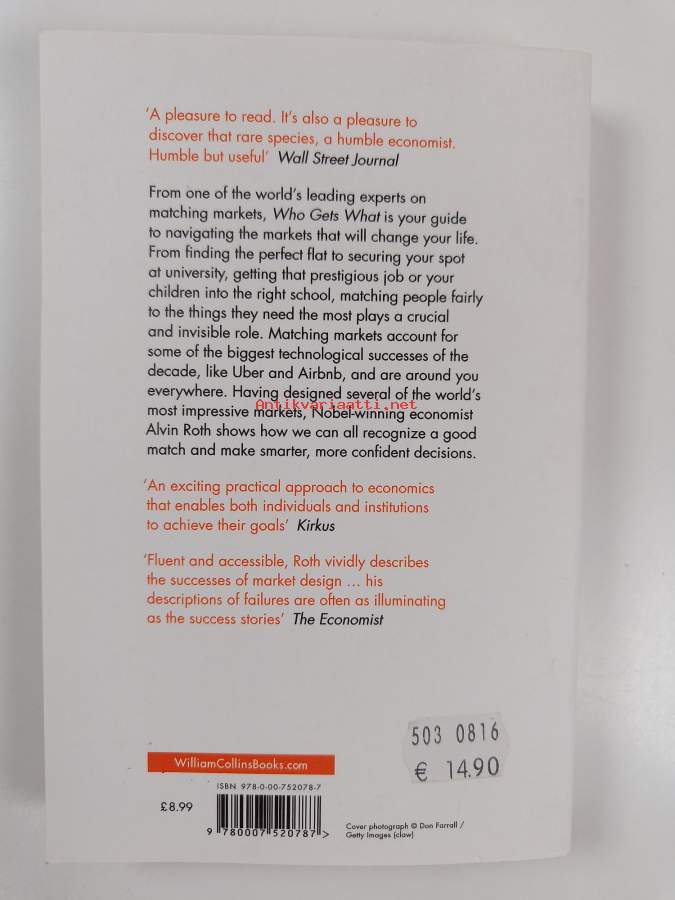 ‘A pleasure to read. It’s also a pleasure to
discover that rare species, a humble economist.
Humble but useful’ Wall Street Journal
From one of the world’s leading experts on
matching markets, Who Gets What is your guide
to navigating the markets that will change your life.
From finding the perfect flat to securing your spot
at university, getting that prestigious job or your
children into the right school, matching people fairly
to the things they need the most plays a crucial
and invisible role. Matching markets account for
some of the biggest technological successes of the
decade, like Uber and Airbnb, and are around you
everywhere. Having designed several of the world’s
Antikvariaatti.net
most impressive markets, Nobel-winning economist
Alvin Roth shows how we can all recognize a good
match and make smarter, more confident decisions.
‘An exciting practical approach to economics
that enables both individuals and institutions
to achieve their goals’ Kirkus
‘Fluent and accessible, Roth vividly describes
the successes of market design ... his
descriptions of failures are often as illuminating
as the success stories’ The Economist
503 0816
€ 14.90
WilliamCollinsBooks.com
ISBN 978-0-00-752078-7
£8.99
9 780007 520787 >
Cover photograph © Don Farrall /
Getty Images (claw)